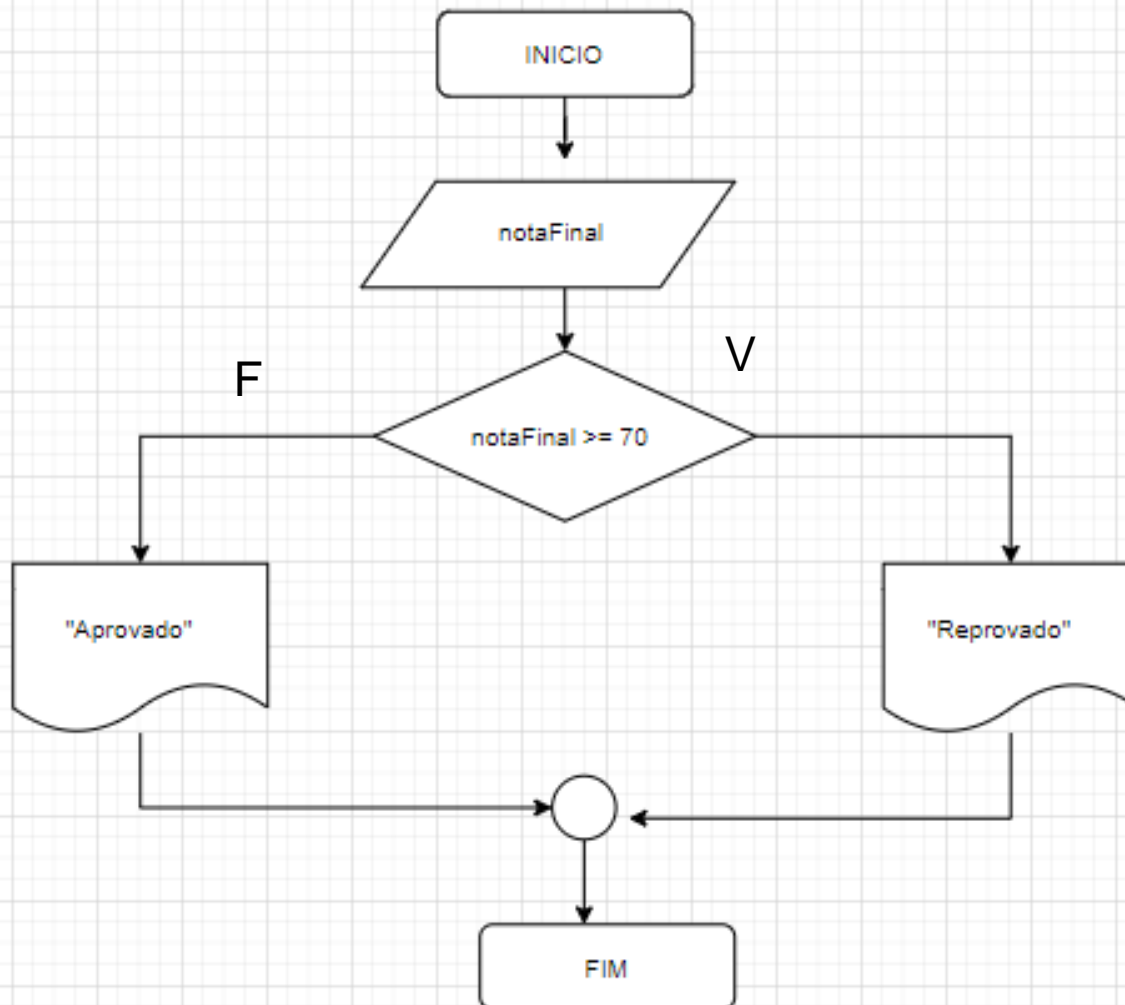 INICIO
notaFinal
F
V
notaFinal >= 70
"Aprovado"
"Reprovado"
FIM